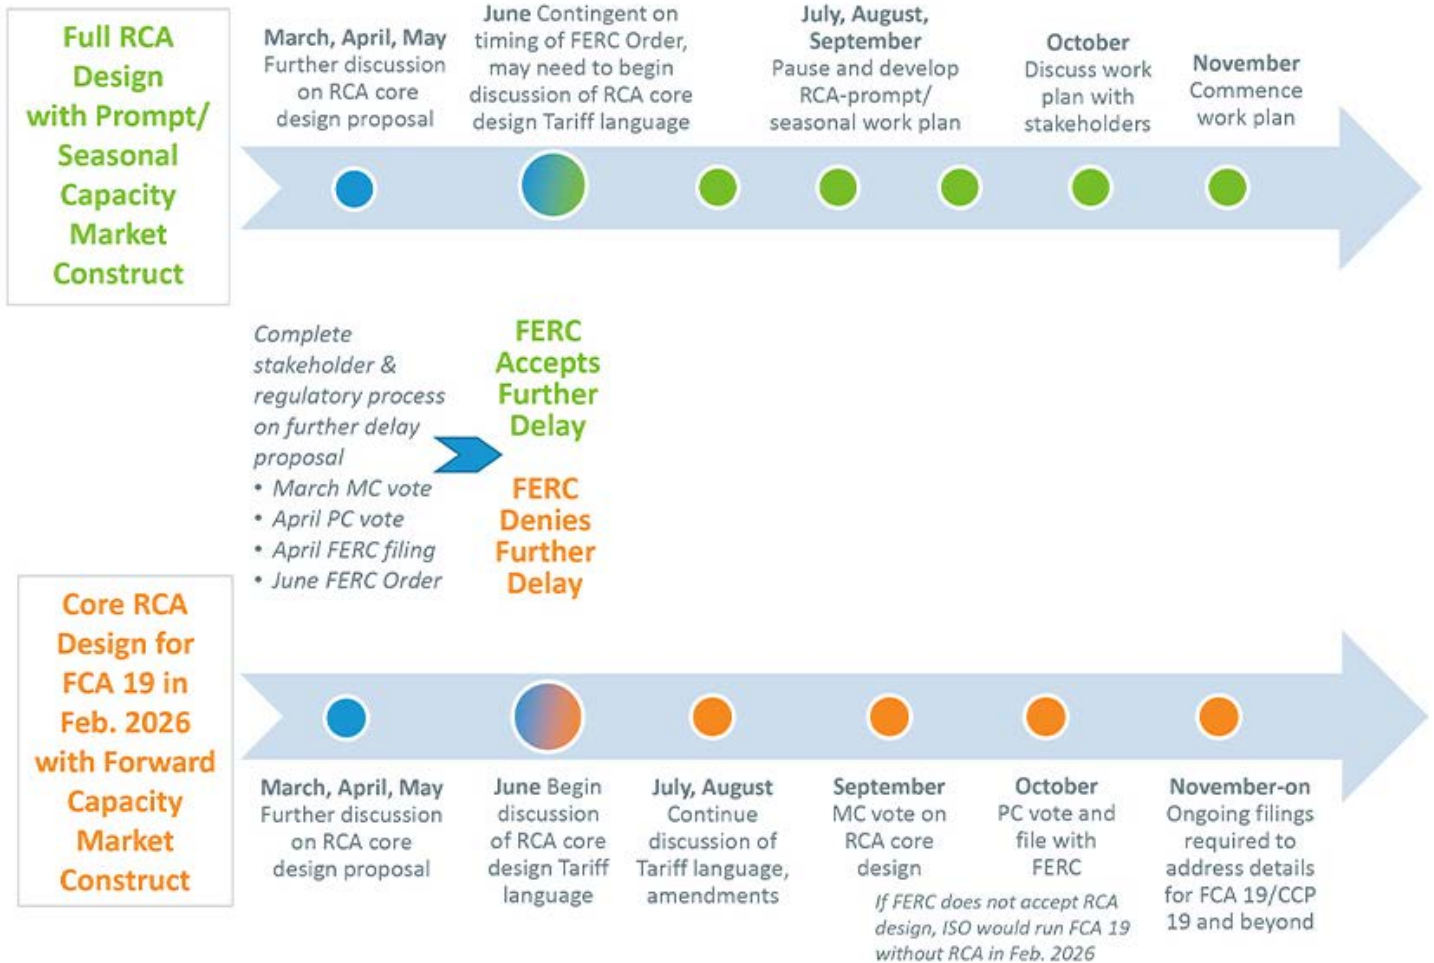 Full RCA
Design
with Prompt/
Seasonal
Capacity
Market
Construct
March, April, May
Further discussion
on RCA core
design proposal
June Contingent on
timing of FERC Order,
may need to begin
discussion of RCA core
design Tariff language
July, August,
September
Pause and develop
RCA-prompt/
seasonal work plan
October
Discuss work
plan with
stakeholders
November
Commence
work plan
Complete
stakeholder &
regulatory process
on further delay
proposal
• March MC vote
• April PC vote
• April FERC filing
• June FERC Order
FERC
Accepts
Further
Delay
FERC
Denies
Further
Delay
Core RCA
Design for
FCA 19 in
Feb. 2026
with Forward
Capacity
Market
Construct
March, April, May
Further discussion
on RCA core
design proposal
June Begin
discussion
of RCA core
design Tariff
language
July, August
Continue
discussion of
Tariff language,
amendments
September
MC vote on
RCA core
design
October
PC vote and
file with
FERC
If FERC does not accept RCA
design, ISO would run FCA 19
without RCA in Feb. 2026
November-on
Ongoing filings
required to
address details
for FCA 19/CCP
19 and beyond